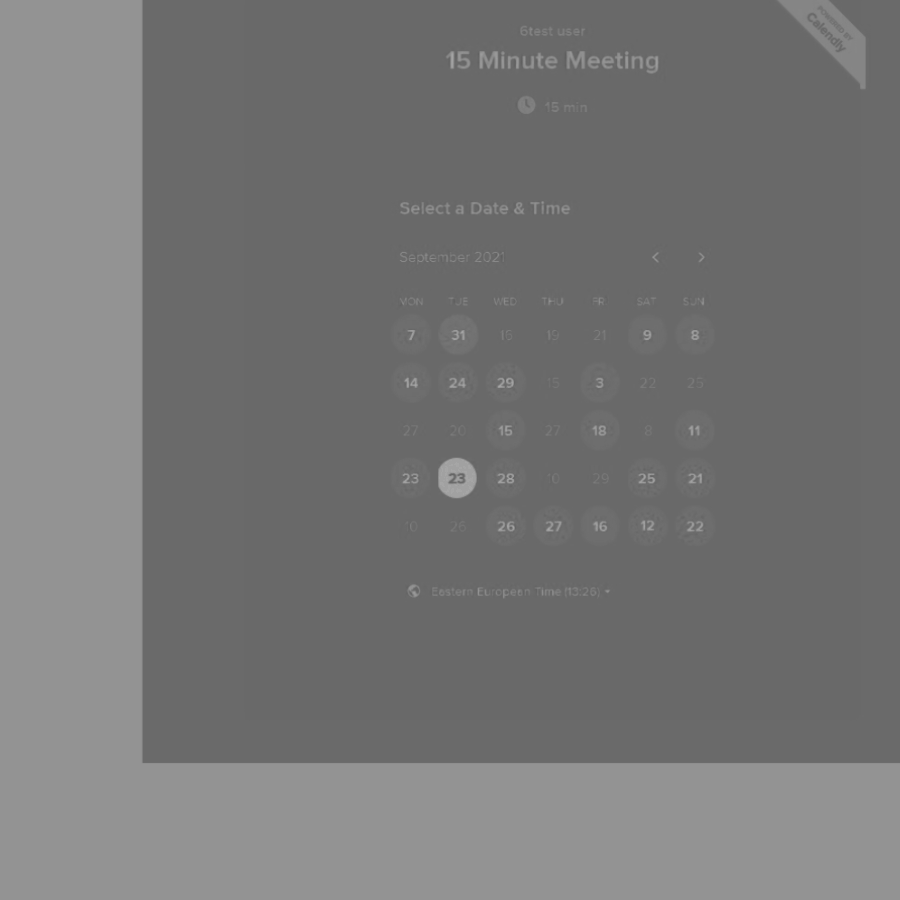 6test user
POWERED BY
Calendly
15 Minute Meeting
15 min
Select a Date & Time
September 2021
MON TUE WED THU FRI SAT SUN
7 31 16 19 21 9 8
14 24 29 15 3 22 25
27 20 15 27 18 8 11
23 23 28 10 29 25 21
10 26 26 27 16 12 22
Eastern European Time (13:26)